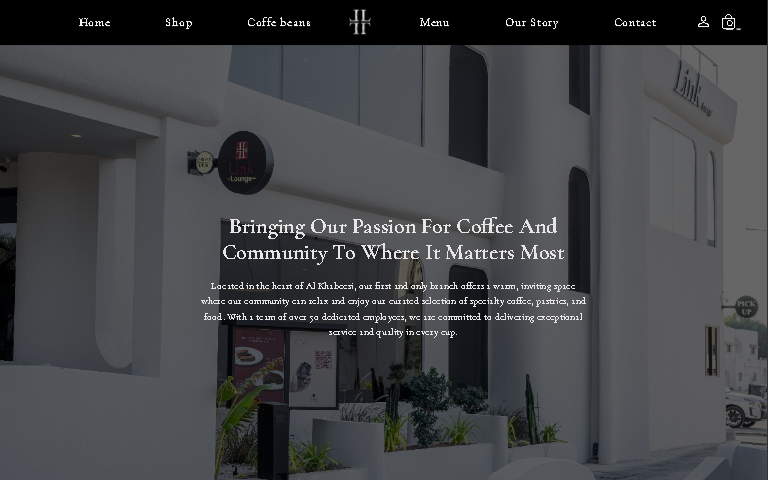 Home Shop Coffe beans Menu Our Story Contact
Link
Link
-Lounge-
Bringing Our Passion For Coffee And
Community To Where It Matters Most
Located in the heart of Al Khabeesi, our first and only branch offers a warm, inviting space
where our community can relax and enjoy our curated selection of specialty coffee, pastries, and
food. With a team of over 50 dedicated employees, we are committed to delivering exceptional
service and quality in every cup.
PICK
UP